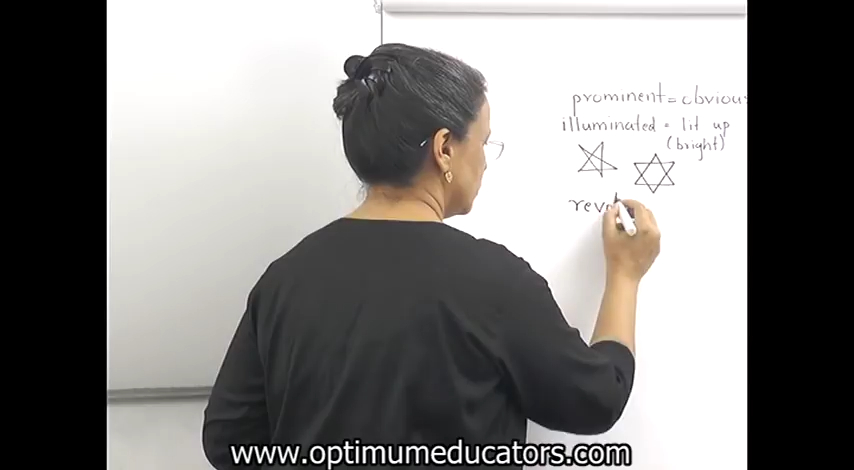 prominent = obvious
illuminated = lit up
(bright)
www.optimumeducators.com